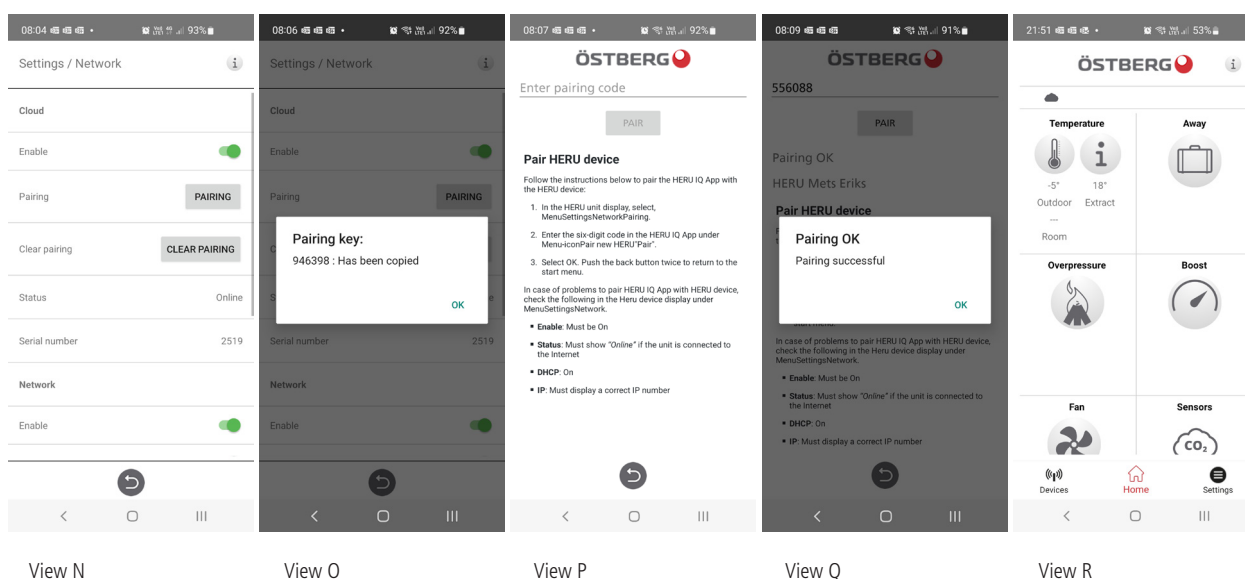 08:04
93%
Settings / Network
i
Cloud
Enable
Pairing
PAIRING
Clear pairing
CLEAR PAIRING
Status
Online
Serial number
2519
Network
Enable
View N
08:06
92%
Settings / Network
i
Cloud
Enable
Pairing
PAIRING
Pairing key:
946398 : Has been copied
OK
Serial number
2519
Network
Enable
View O
08:07
92%
ÖSTBERG
Enter pairing code
PAIR
Pair HERU device
Follow the instructions below to pair the HERU IQ App with
the HERU device:
1. In the HERU unit display, select,
MenuSettingsNetworkPairing.
2. Enter the six-digit code in the HERU IQ App under
Menu-iconPair new HERU"Pair".
3. Select OK. Push the back button twice to return to the
start menu.
In case of problems to pair HERU IQ App with HERU device,
check the following in the Heru device display under
MenuSettingsNetwork.
▪ Enable: Must be On
▪ Status: Must show "Online" if the unit is connected to
the Internet
▪ DHCP: On
▪ IP: Must display a correct IP number
View P
08:09
91%
ÖSTBERG
556088
PAIR
Pairing OK
HERU Mets Eriks
Pair HERU device
Pairing OK
Pairing successful
OK
start menu.
In case of problems to pair HERU IQ App with HERU device,
check the following in the Heru device display under
MenuSettingsNetwork.
▪ Enable: Must be On
▪ Status: Must show "Online" if the unit is connected to
the Internet
▪ DHCP: On
▪ IP: Must display a correct IP number
View Q
21:51
53%
ÖSTBERG
i
Temperature
Away
i
-5° 18°
Outdoor Extract
---
Room
Overpressure
Boost
Fan
Sensors
CO₂
Devices Home Settings
View R